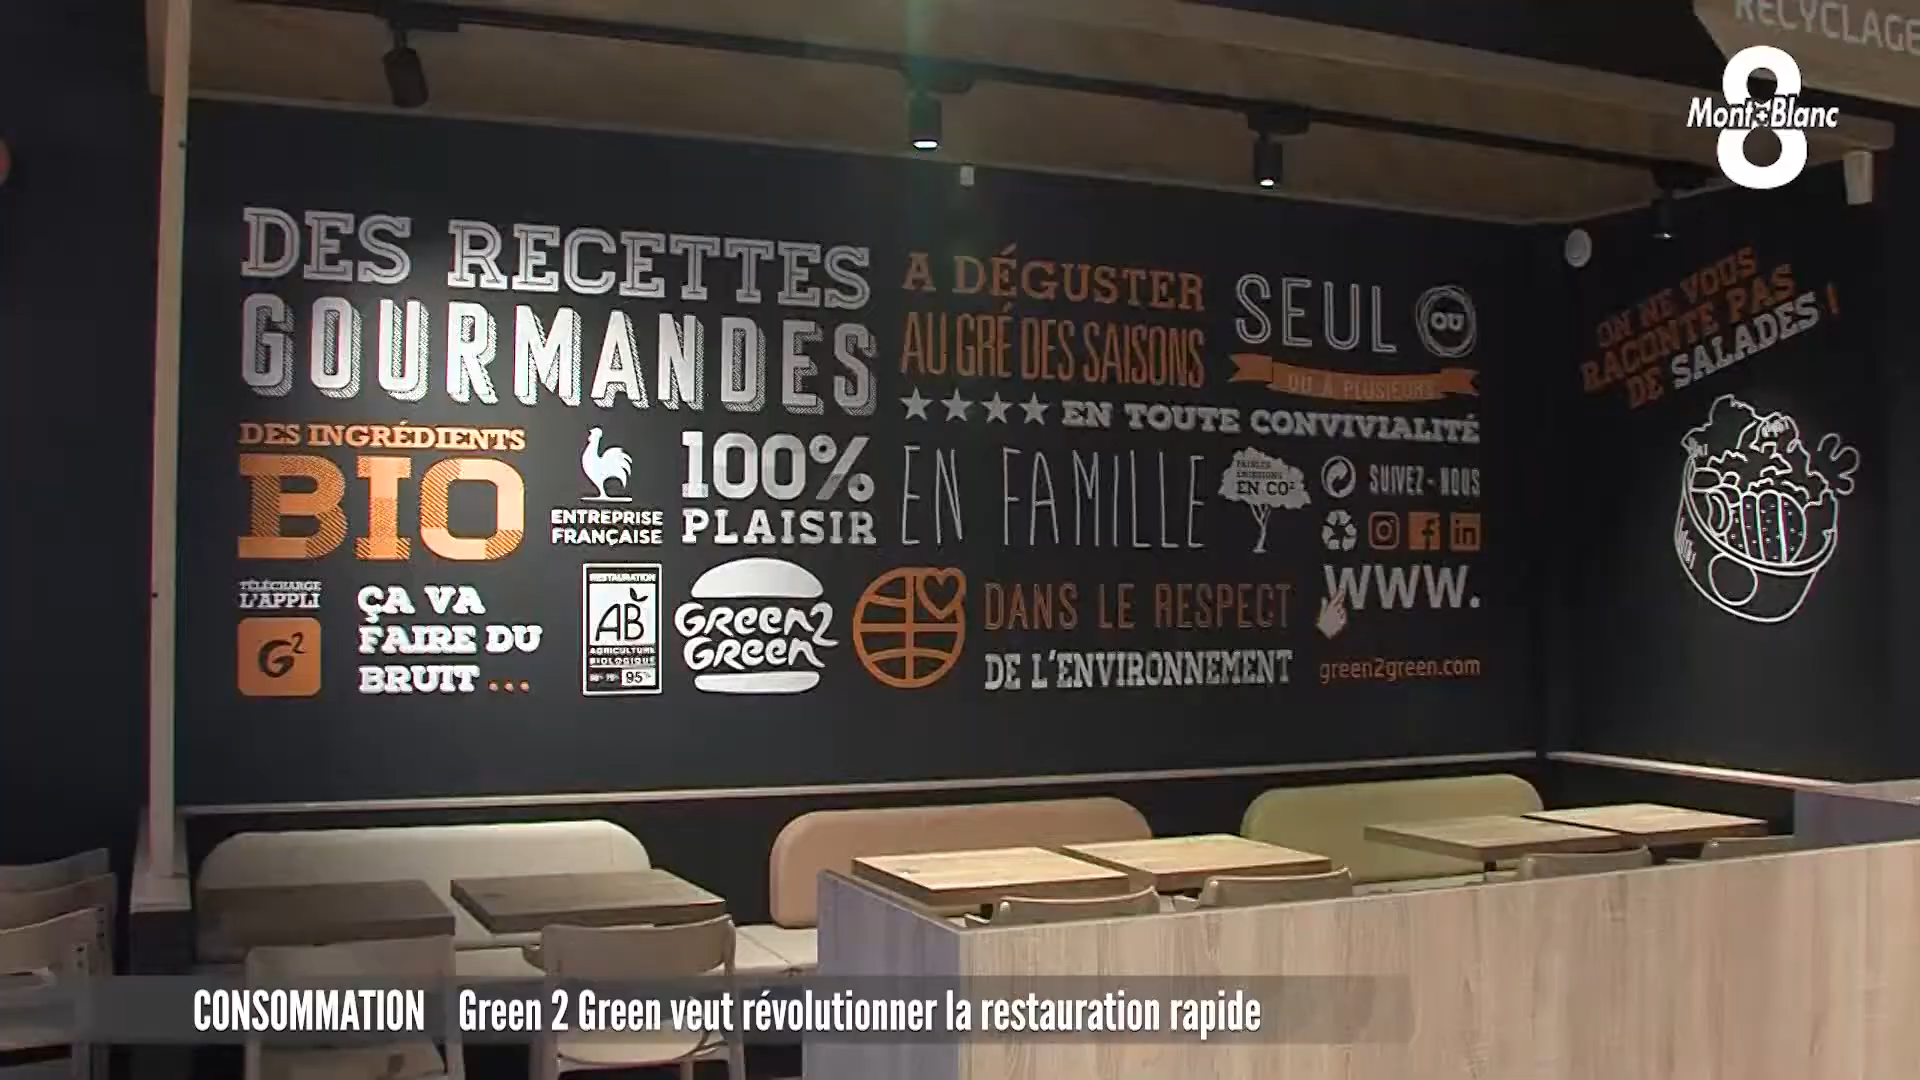 RECYCLAGE
8
Mont Blanc
DES RECETTES
GOURMANDES
A DÉGUSTER
AU GRÉ DES SAISONS
SEUL OU
OU À PLUSIEURS
★★★★ EN TOUTE CONVIVIALITÉ
ON NE VOUS
RACONTE PAS
DE SALADES !
DES INGRÉDIENTS
BIO
ENTREPRISE
FRANÇAISE
100%
PLAISIR
EN FAMILLE
FAIBLES
ÉMISSIONS
EN CO²
SUIVEZ-NOUS
TÉLÉCHARGE
L'APPLI
G²
ÇA VA
FAIRE DU
BRUIT ...
RESTAURATION
AB
AGRICULTURE
BIOLOGIQUE
95%
GREEN2
GREEN
DANS LE RESPECT
DE L'ENVIRONNEMENT
WWW.
green2green.com
CONSOMMATION Green 2 Green veut révolutionner la restauration rapide